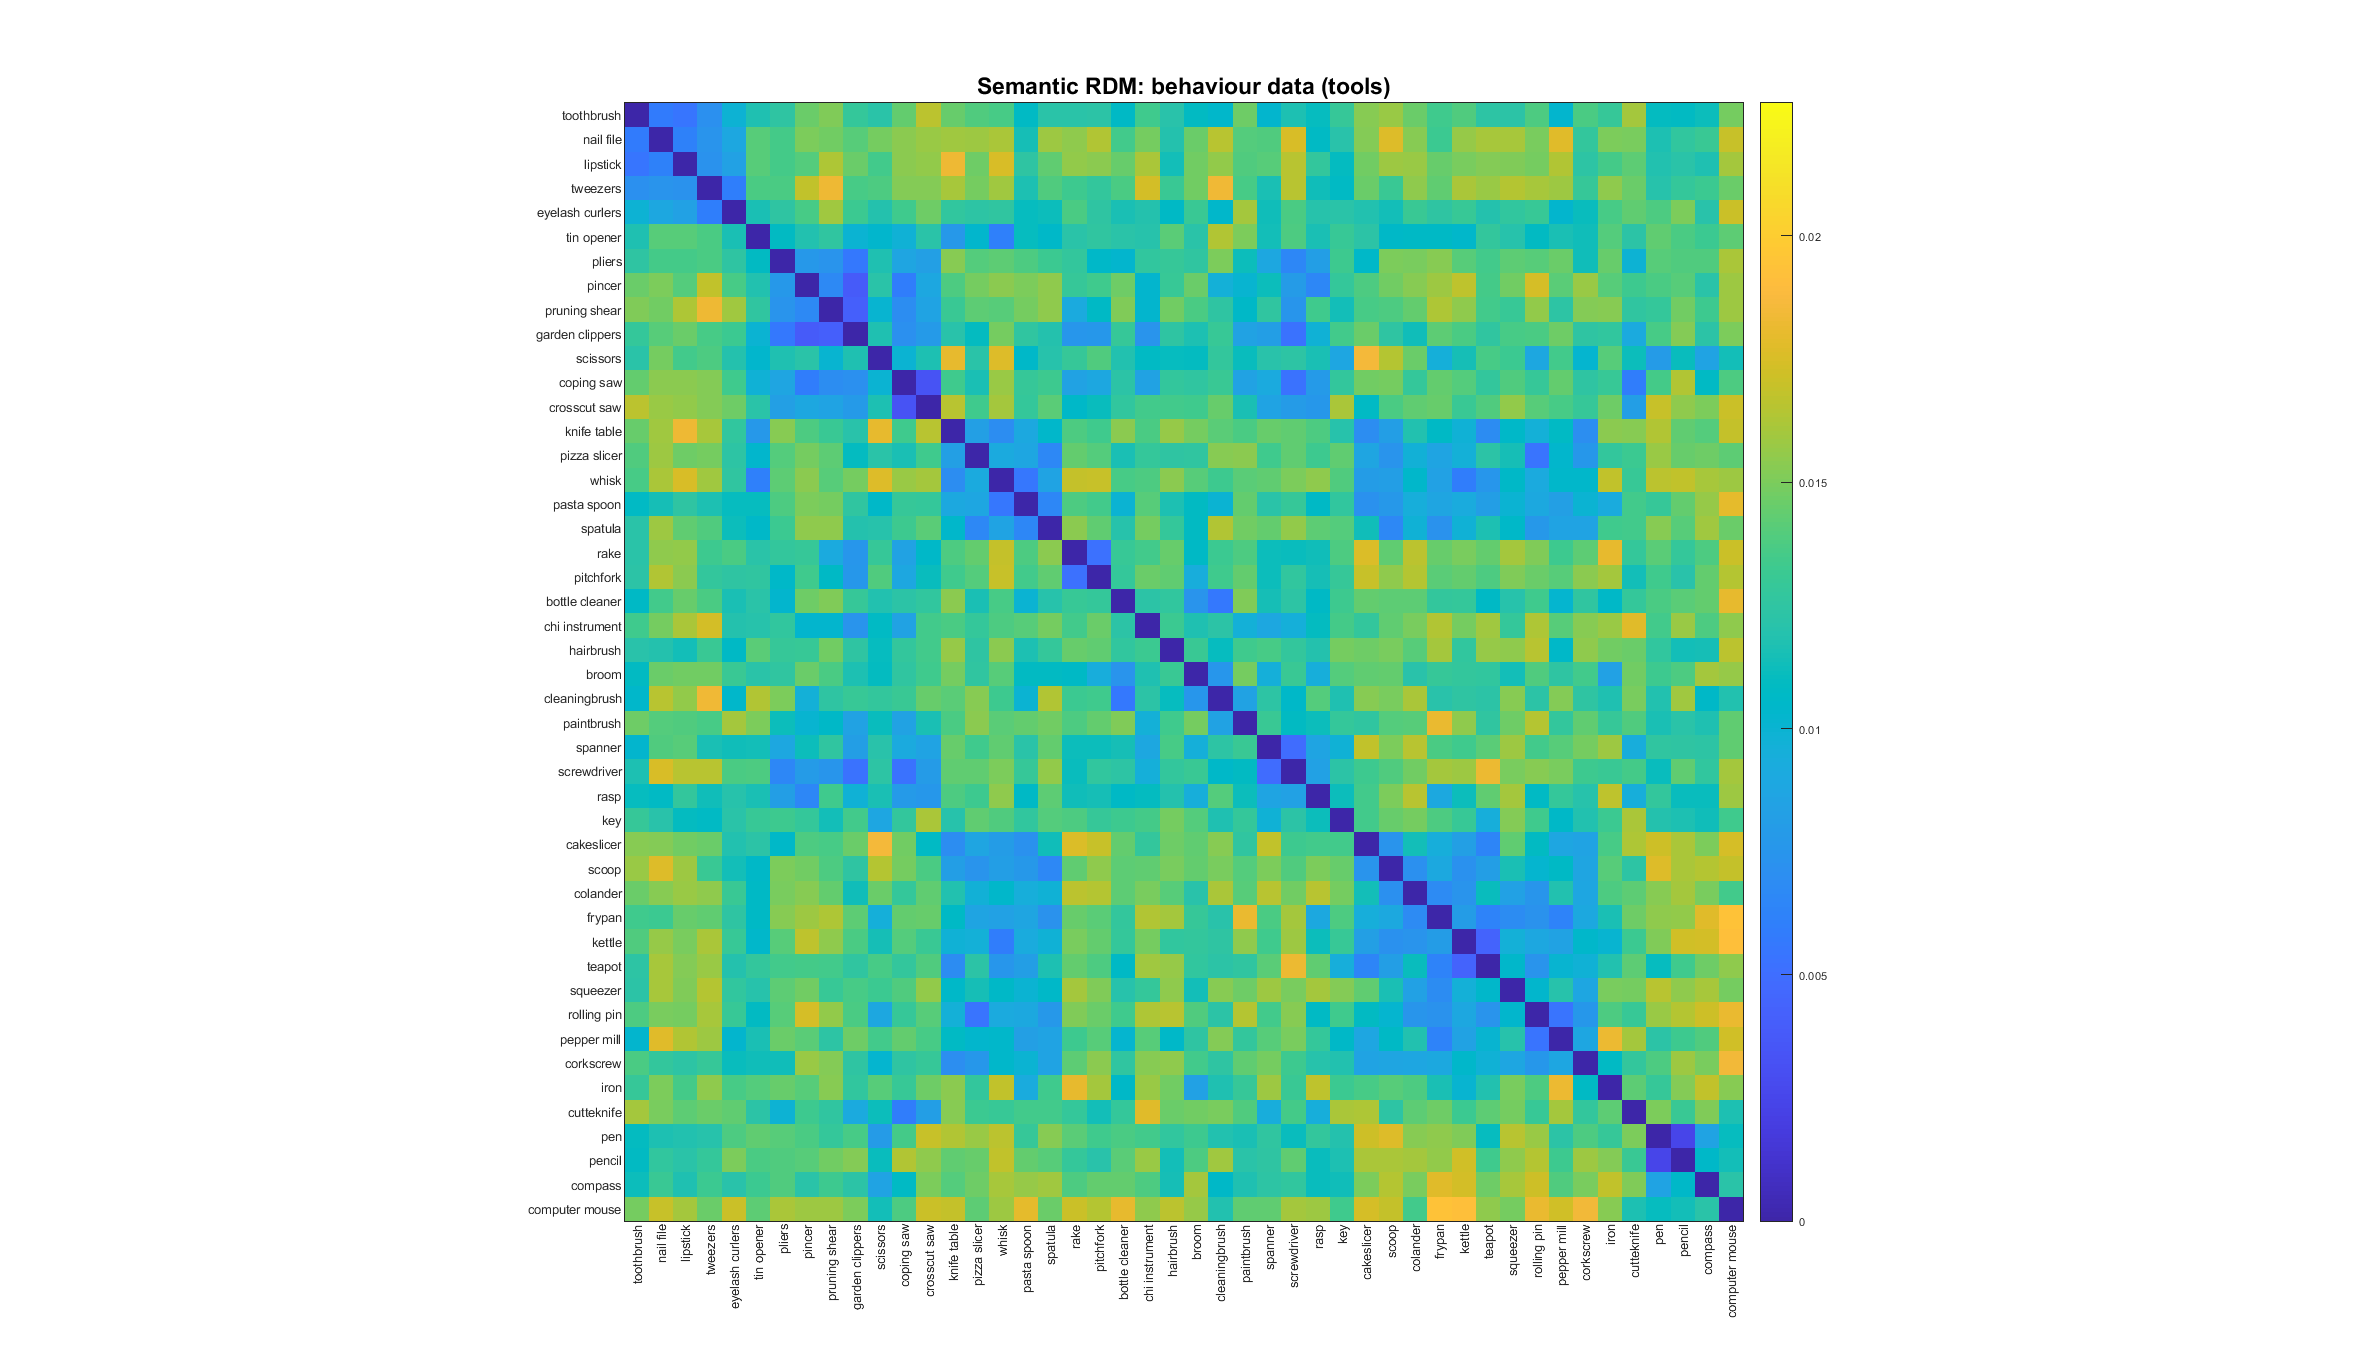 Semantic RDM: behaviour data (tools)
toothbrush
nail file
lipstick
tweezers
eyelash curlers
tin opener
pliers
pincer
pruning shear
garden clippers
scissors
coping saw
crosscut saw
knife table
pizza slicer
whisk
pasta spoon
spatula
rake
pitchfork
bottle cleaner
chi instrument
hairbrush
broom
cleaningbrush
paintbrush
spanner
screwdriver
rasp
key
cakeslicer
scoop
colander
frypan
kettle
teapot
squeezer
rolling pin
pepper mill
corkscrew
iron
cutteknife
pen
pencil
compass
computer mouse
toothbrush
nail file
lipstick
tweezers
eyelash curlers
tin opener
pliers
pincer
pruning shear
garden clippers
scissors
coping saw
crosscut saw
knife table
pizza slicer
whisk
pasta spoon
spatula
rake
pitchfork
bottle cleaner
chi instrument
hairbrush
broom
cleaningbrush
paintbrush
spanner
screwdriver
rasp
key
cakeslicer
scoop
colander
frypan
kettle
teapot
squeezer
rolling pin
pepper mill
corkscrew
iron
cutteknife
pen
pencil
compass
computer mouse
0.02
0.015
0.01
0.005
0